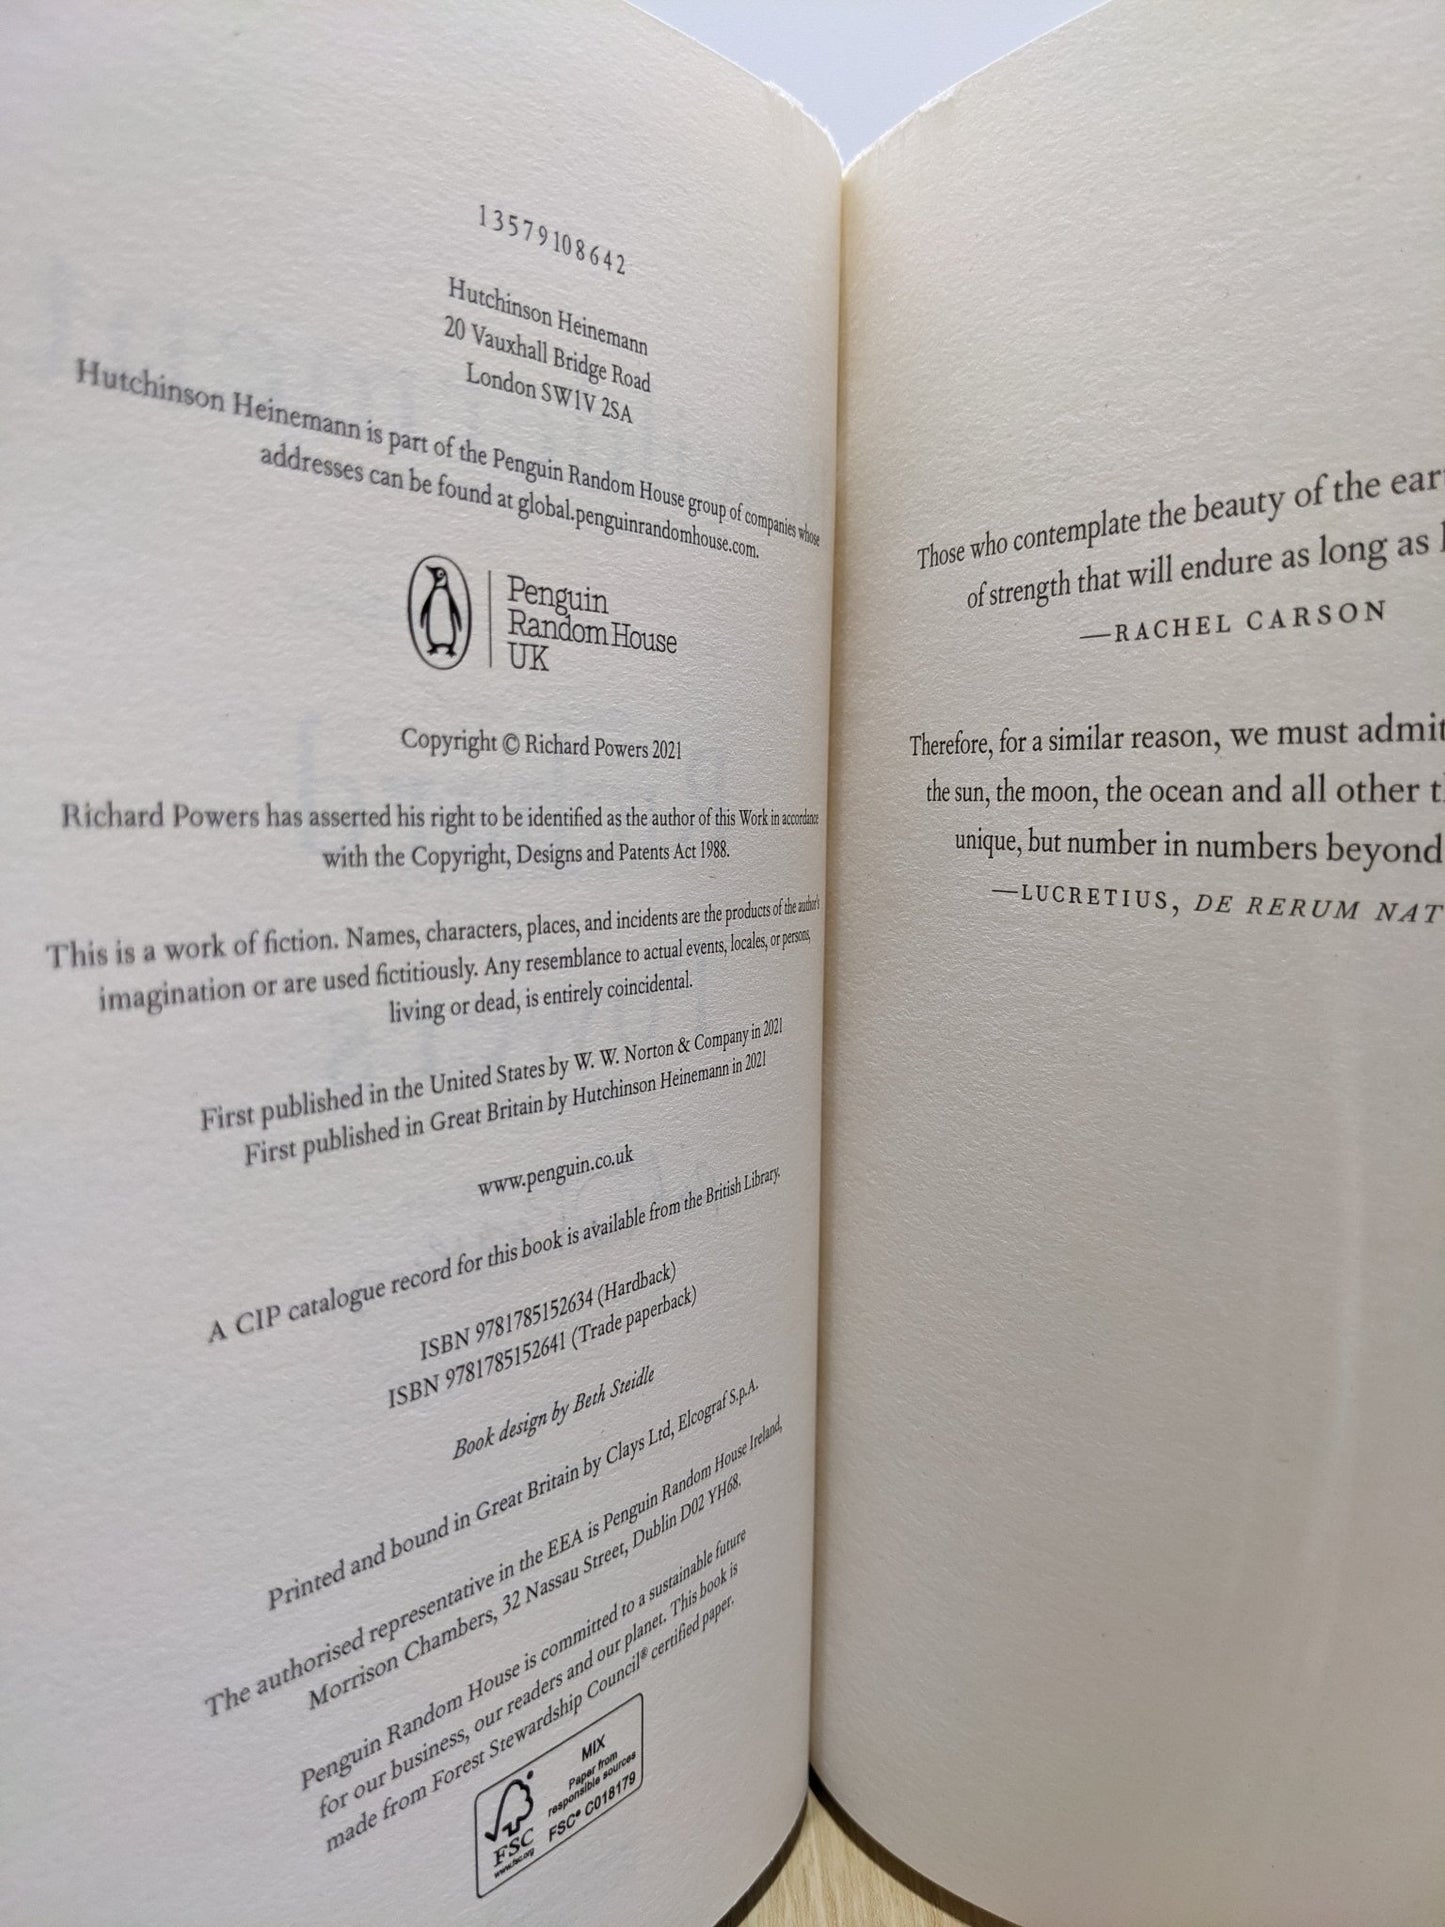 13579108642
Hutchinson Heinemann
20 Vauxhall Bridge Road
London SW1V 2SA
Hutchinson Heinemann is part of the Penguin Random House group of companies whose
addresses can be found at global.penguinrandomhouse.com.
Penguin
Random House
UK
Copyright © Richard Powers 2021
Richard Powers has asserted his right to be identified as the author of this Work in accordance
with the Copyright, Designs and Patents Act 1988.
This is a work of fiction. Names, characters, places, and incidents are the products of the author's
imagination or are used fictitiously. Any resemblance to actual events, locales, or persons,
living or dead, is entirely coincidental.
First published in the United States by W. W. Norton & Company in 2021
First published in Great Britain by Hutchinson Heinemann in 2021
www.penguin.co.uk
A CIP catalogue record for this book is available from the British Library.
ISBN 9781785152634 (Hardback)
ISBN 9781785152641 (Trade paperback)
Book design by Beth Steidle
Printed and bound in Great Britain by Clays Ltd, Elcograf S.p.A.
The authorised representative in the EEA is Penguin Random House Ireland,
Morrison Chambers, 32 Nassau Street, Dublin D02 YH68.
Penguin Random House is committed to a sustainable future
for our business, our readers and our planet. This book is
made from Forest Stewardship Council® certified paper.
MIX
Paper from
responsible sources
FSC® C018179
FSC
www.fsc.org
Those who contemplate the beauty of the
of strength that will endure as long as
—RACHEL CARSON
Therefore, for a similar reason, we must admit
the sun, the moon, the ocean and all other
unique, but number in numbers beyond
—LUCRETIUS, DE RERUM NAT